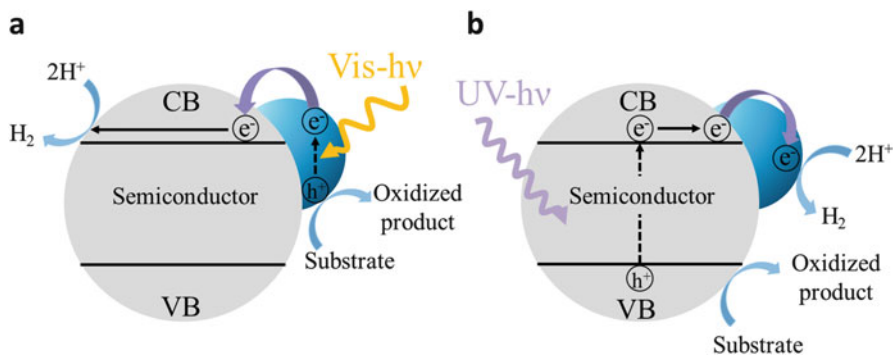 a
2H⁺
H₂
CB
e⁻
e⁻
Vis-hν
Semiconductor
h⁺
Oxidized
product
Substrate
VB
b
UV-hν
CB
e⁻
e⁻
e⁻
2H⁺
H₂
Semiconductor
h⁺
VB
Oxidized
product
Substrate